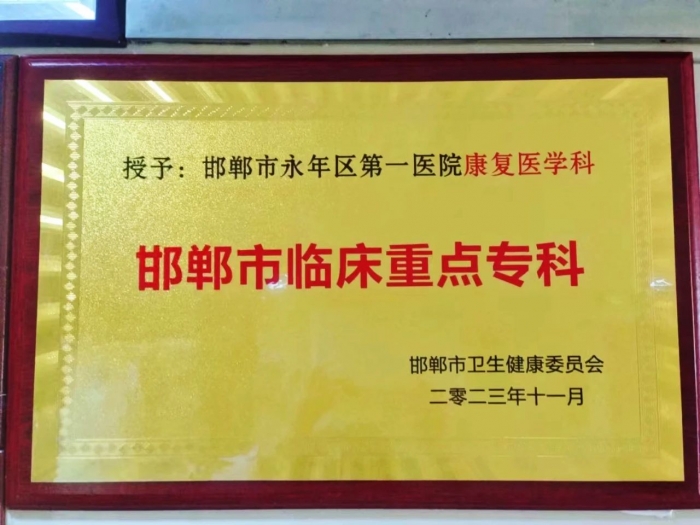 授予：邯郸市永年区第一医院康复医学科
邯郸市临床重点专科
邯郸市卫生健康委员会
二零二三年十一月